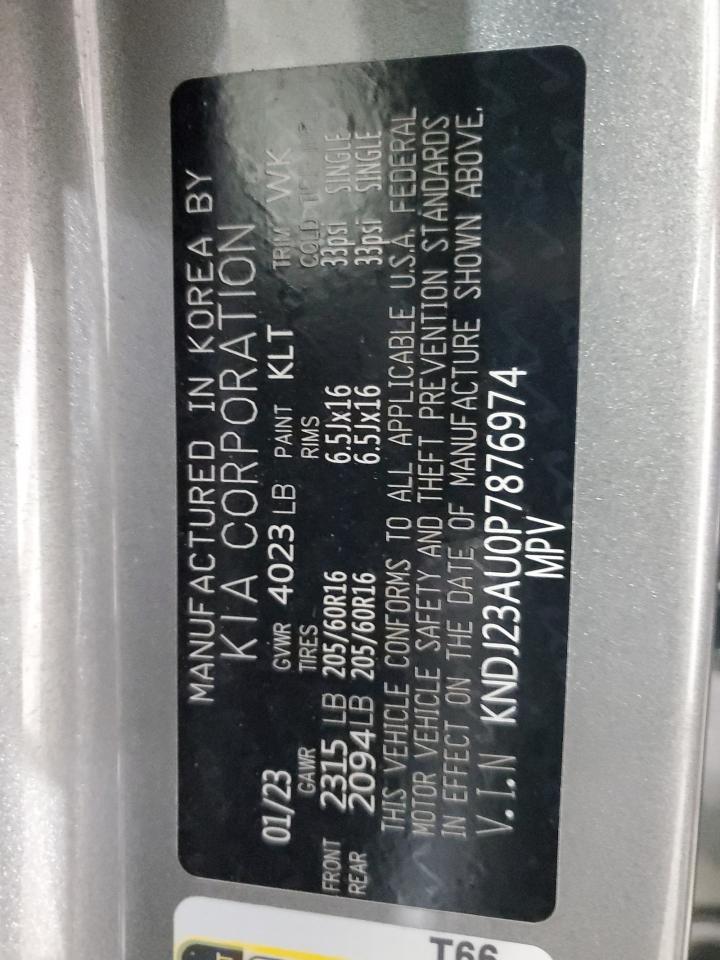 MANUFACTURED IN KOREA BY
KIA CORPORATION
01/23 GVWR 4023 LB PAINT KLT TRIM WK
GAWR TIRES RIMS COLD
FRONT 2315 LB 205/60R16 6.5Jx16 33psi SINGLE
REAR 2094LB 205/60R16 6.5Jx16 33psi SINGLE
THIS VEHICLE CONFORMS TO ALL APPLICABLE U.S.A. FEDERAL
MOTOR VEHICLE SAFETY AND THEFT PREVENTION STANDARDS
IN EFFECT ON THE DATE OF MANUFACTURE SHOWN ABOVE.
V.I.N KNDJ23AU0P7876974
MPV
T66